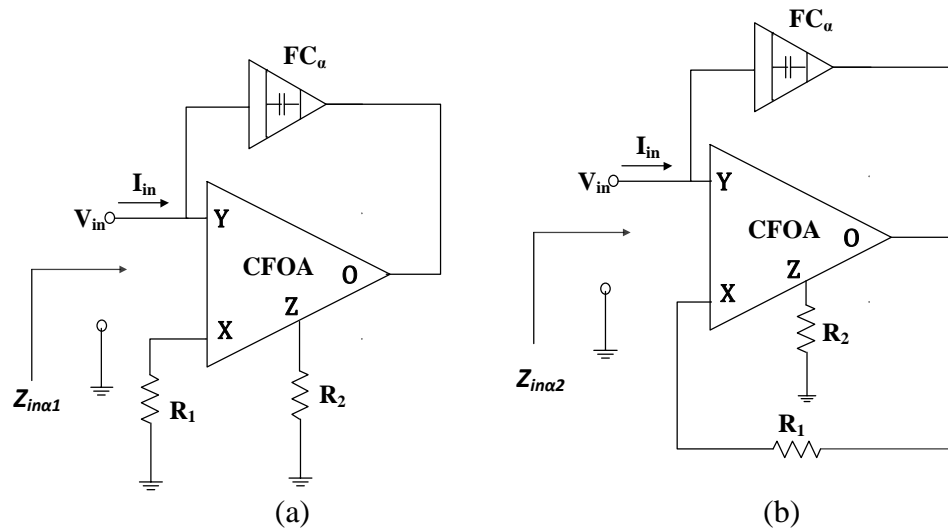 FCα
Iin
Vin
Y
CFOA
O
Z
X
R1
R2
Zinα1
(a)
FCα
Iin
Vin
Y
CFOA
O
Z
X
R2
R1
Zinα2
(b)